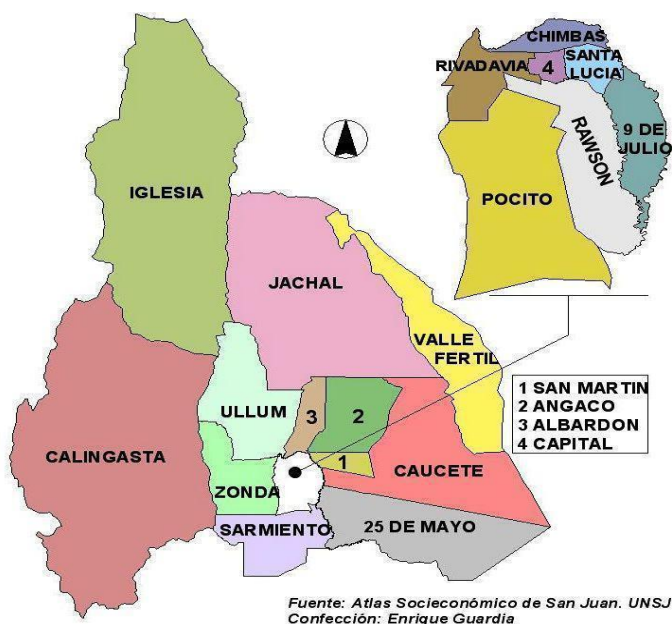 CHIMBAS
RIVADAVIA
4
SANTA
LUCIA
9 DE
JULIO
RAWSON
POCITO
IGLESIA
JACHAL
VALLE
FERTIL
ULLUM
3
2
1
CALINGASTA
ZONDA
CAUCETE
SARMIENTO
25 DE MAYO
1 SAN MARTIN
2 ANGACO
3 ALBARDON
4 CAPITAL
Fuente: Atlas Socieconómico de San Juan. UNSJ
Confección: Enrique Guardia